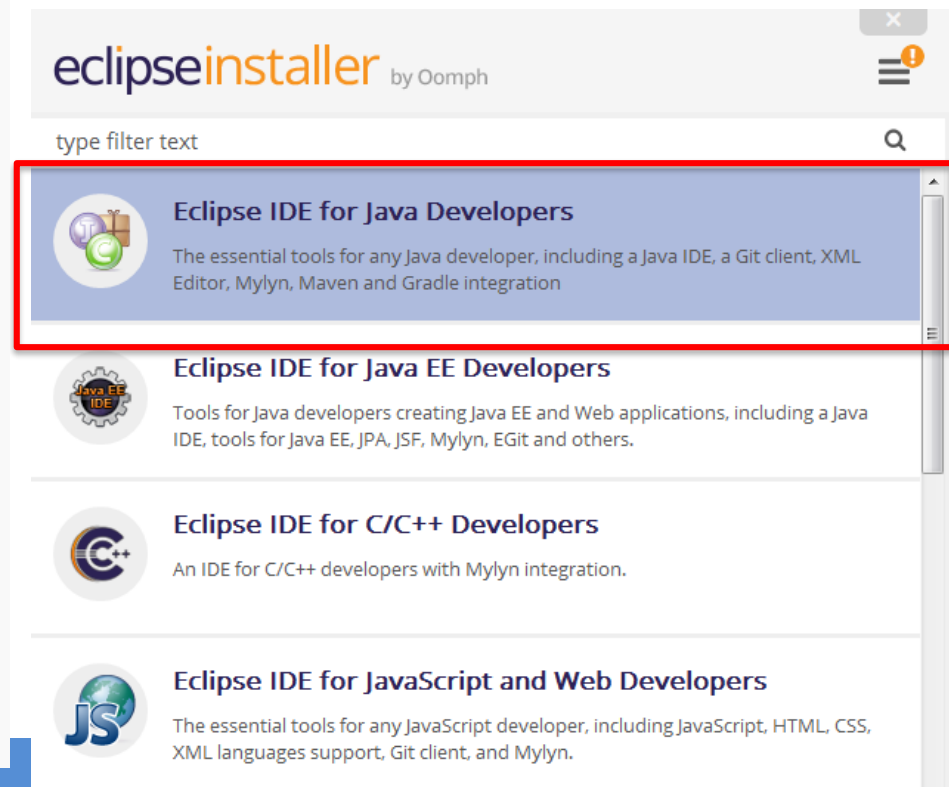 eclipseinstaller by Oomph
type filter text
Eclipse IDE for Java Developers
The essential tools for any Java developer, including a Java IDE, a Git client, XML
Editor, Mylyn, Maven and Gradle integration
Java EE
IDE
Eclipse IDE for Java EE Developers
Tools for Java developers creating Java EE and Web applications, including a Java
IDE, tools for Java EE, JPA, JSF, Mylyn, EGit and others.
C++
Eclipse IDE for C/C++ Developers
An IDE for C/C++ developers with Mylyn integration.
JS
Eclipse IDE for JavaScript and Web Developers
The essential tools for any JavaScript developer, including JavaScript, HTML, CSS,
XML languages support, Git client, and Mylyn.